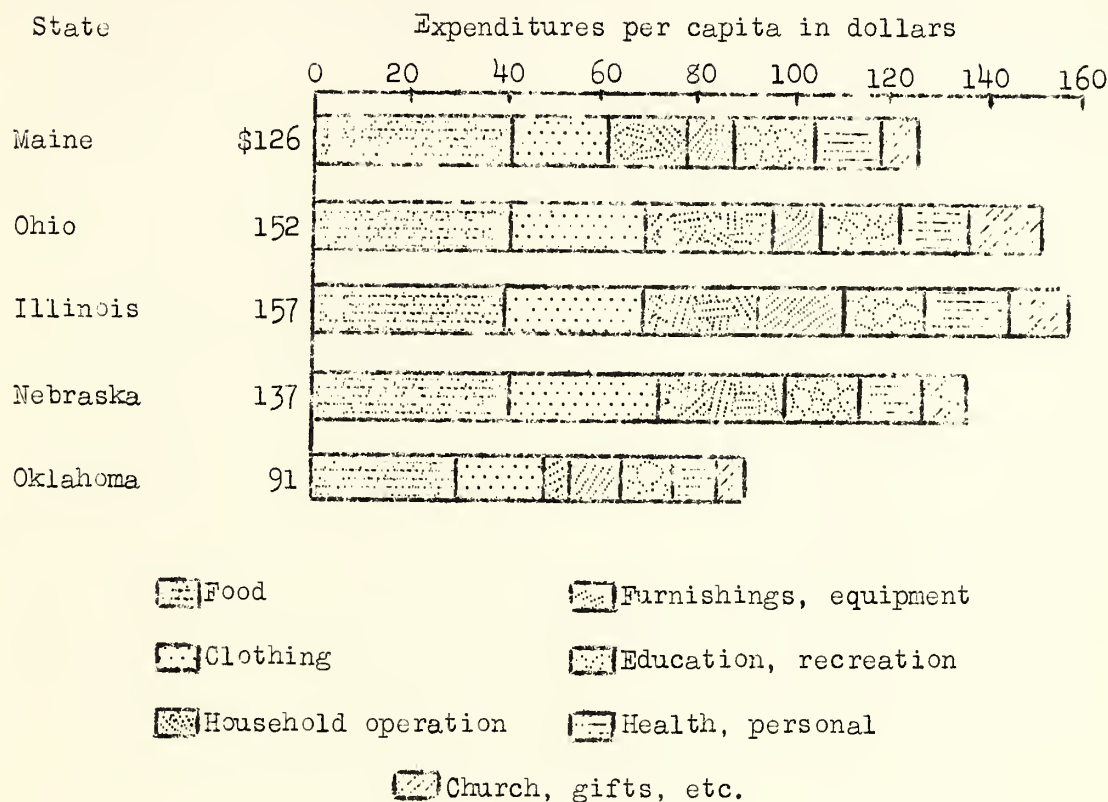 State Expenditures per capita in dollars
0 20 40 60 80 100 120 140 160
Maine $126
Ohio 152
Illinois 157
Nebraska 137
Oklahoma 91
Food Furnishings, equipment
Clothing Education, recreation
Household operation Health, personal
Church, gifts, etc.